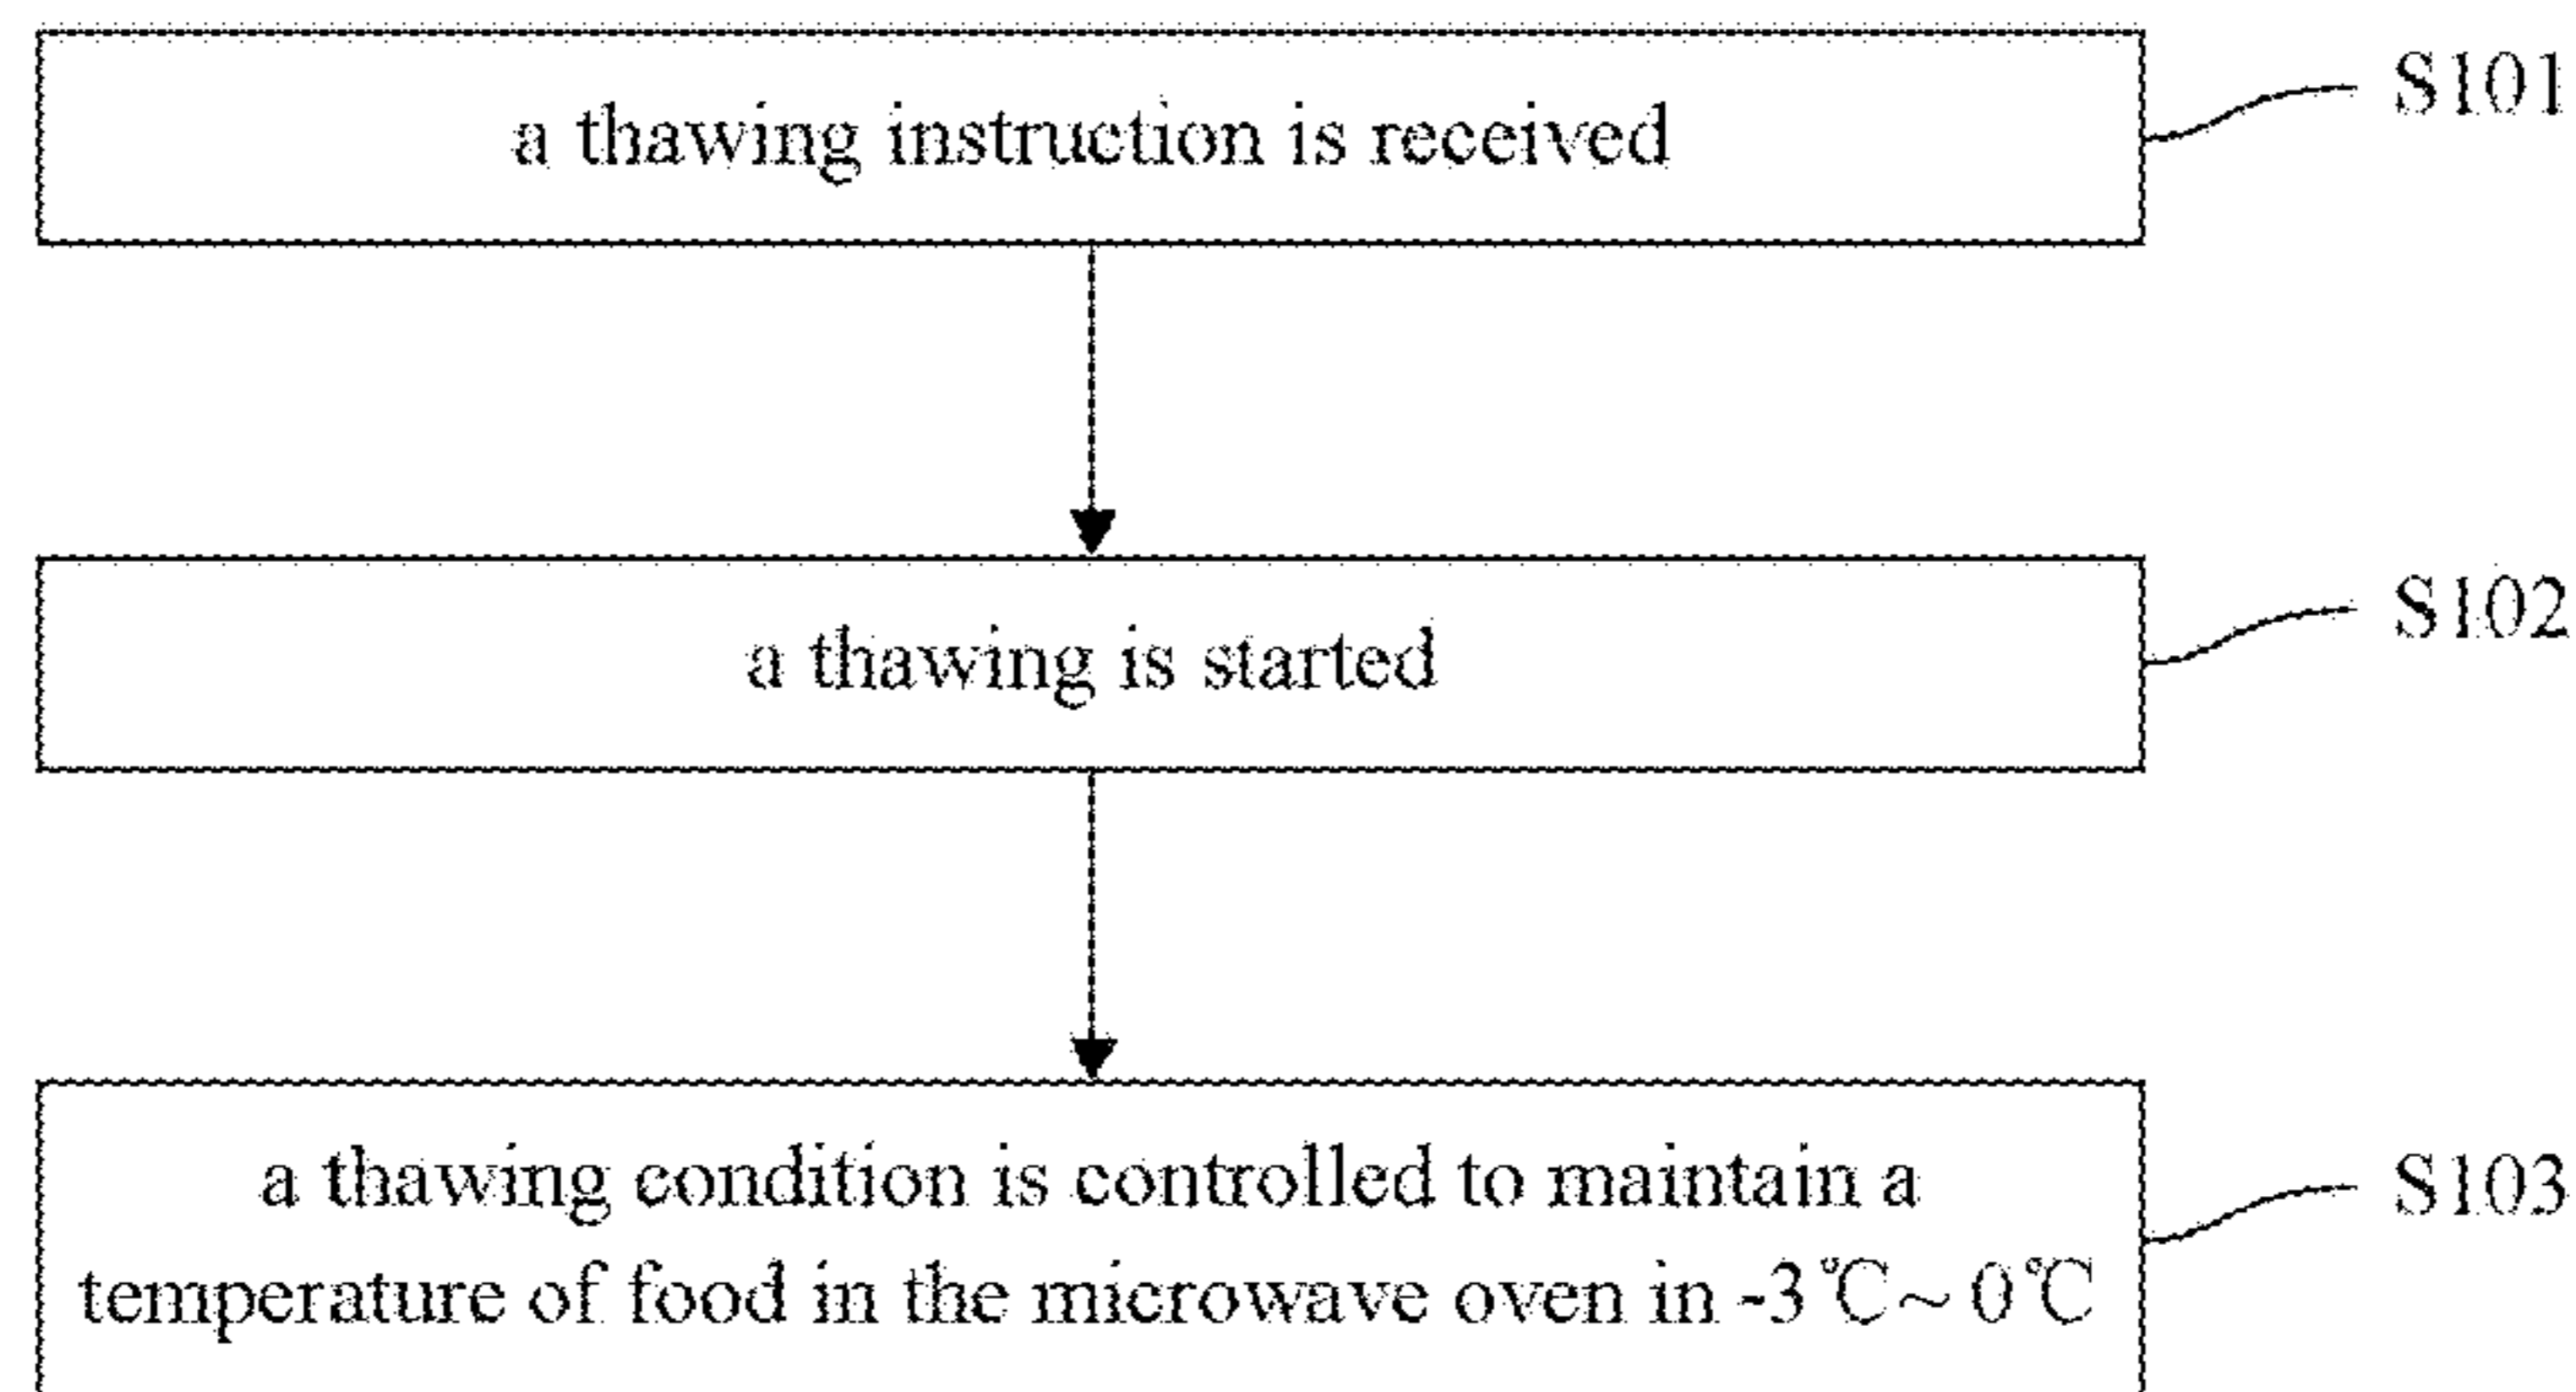 a thawing instruction is received
S101
a thawing is started
S102
a thawing condition is controlled to maintain a
temperature of food in the microwave oven in -3℃~0℃
S103